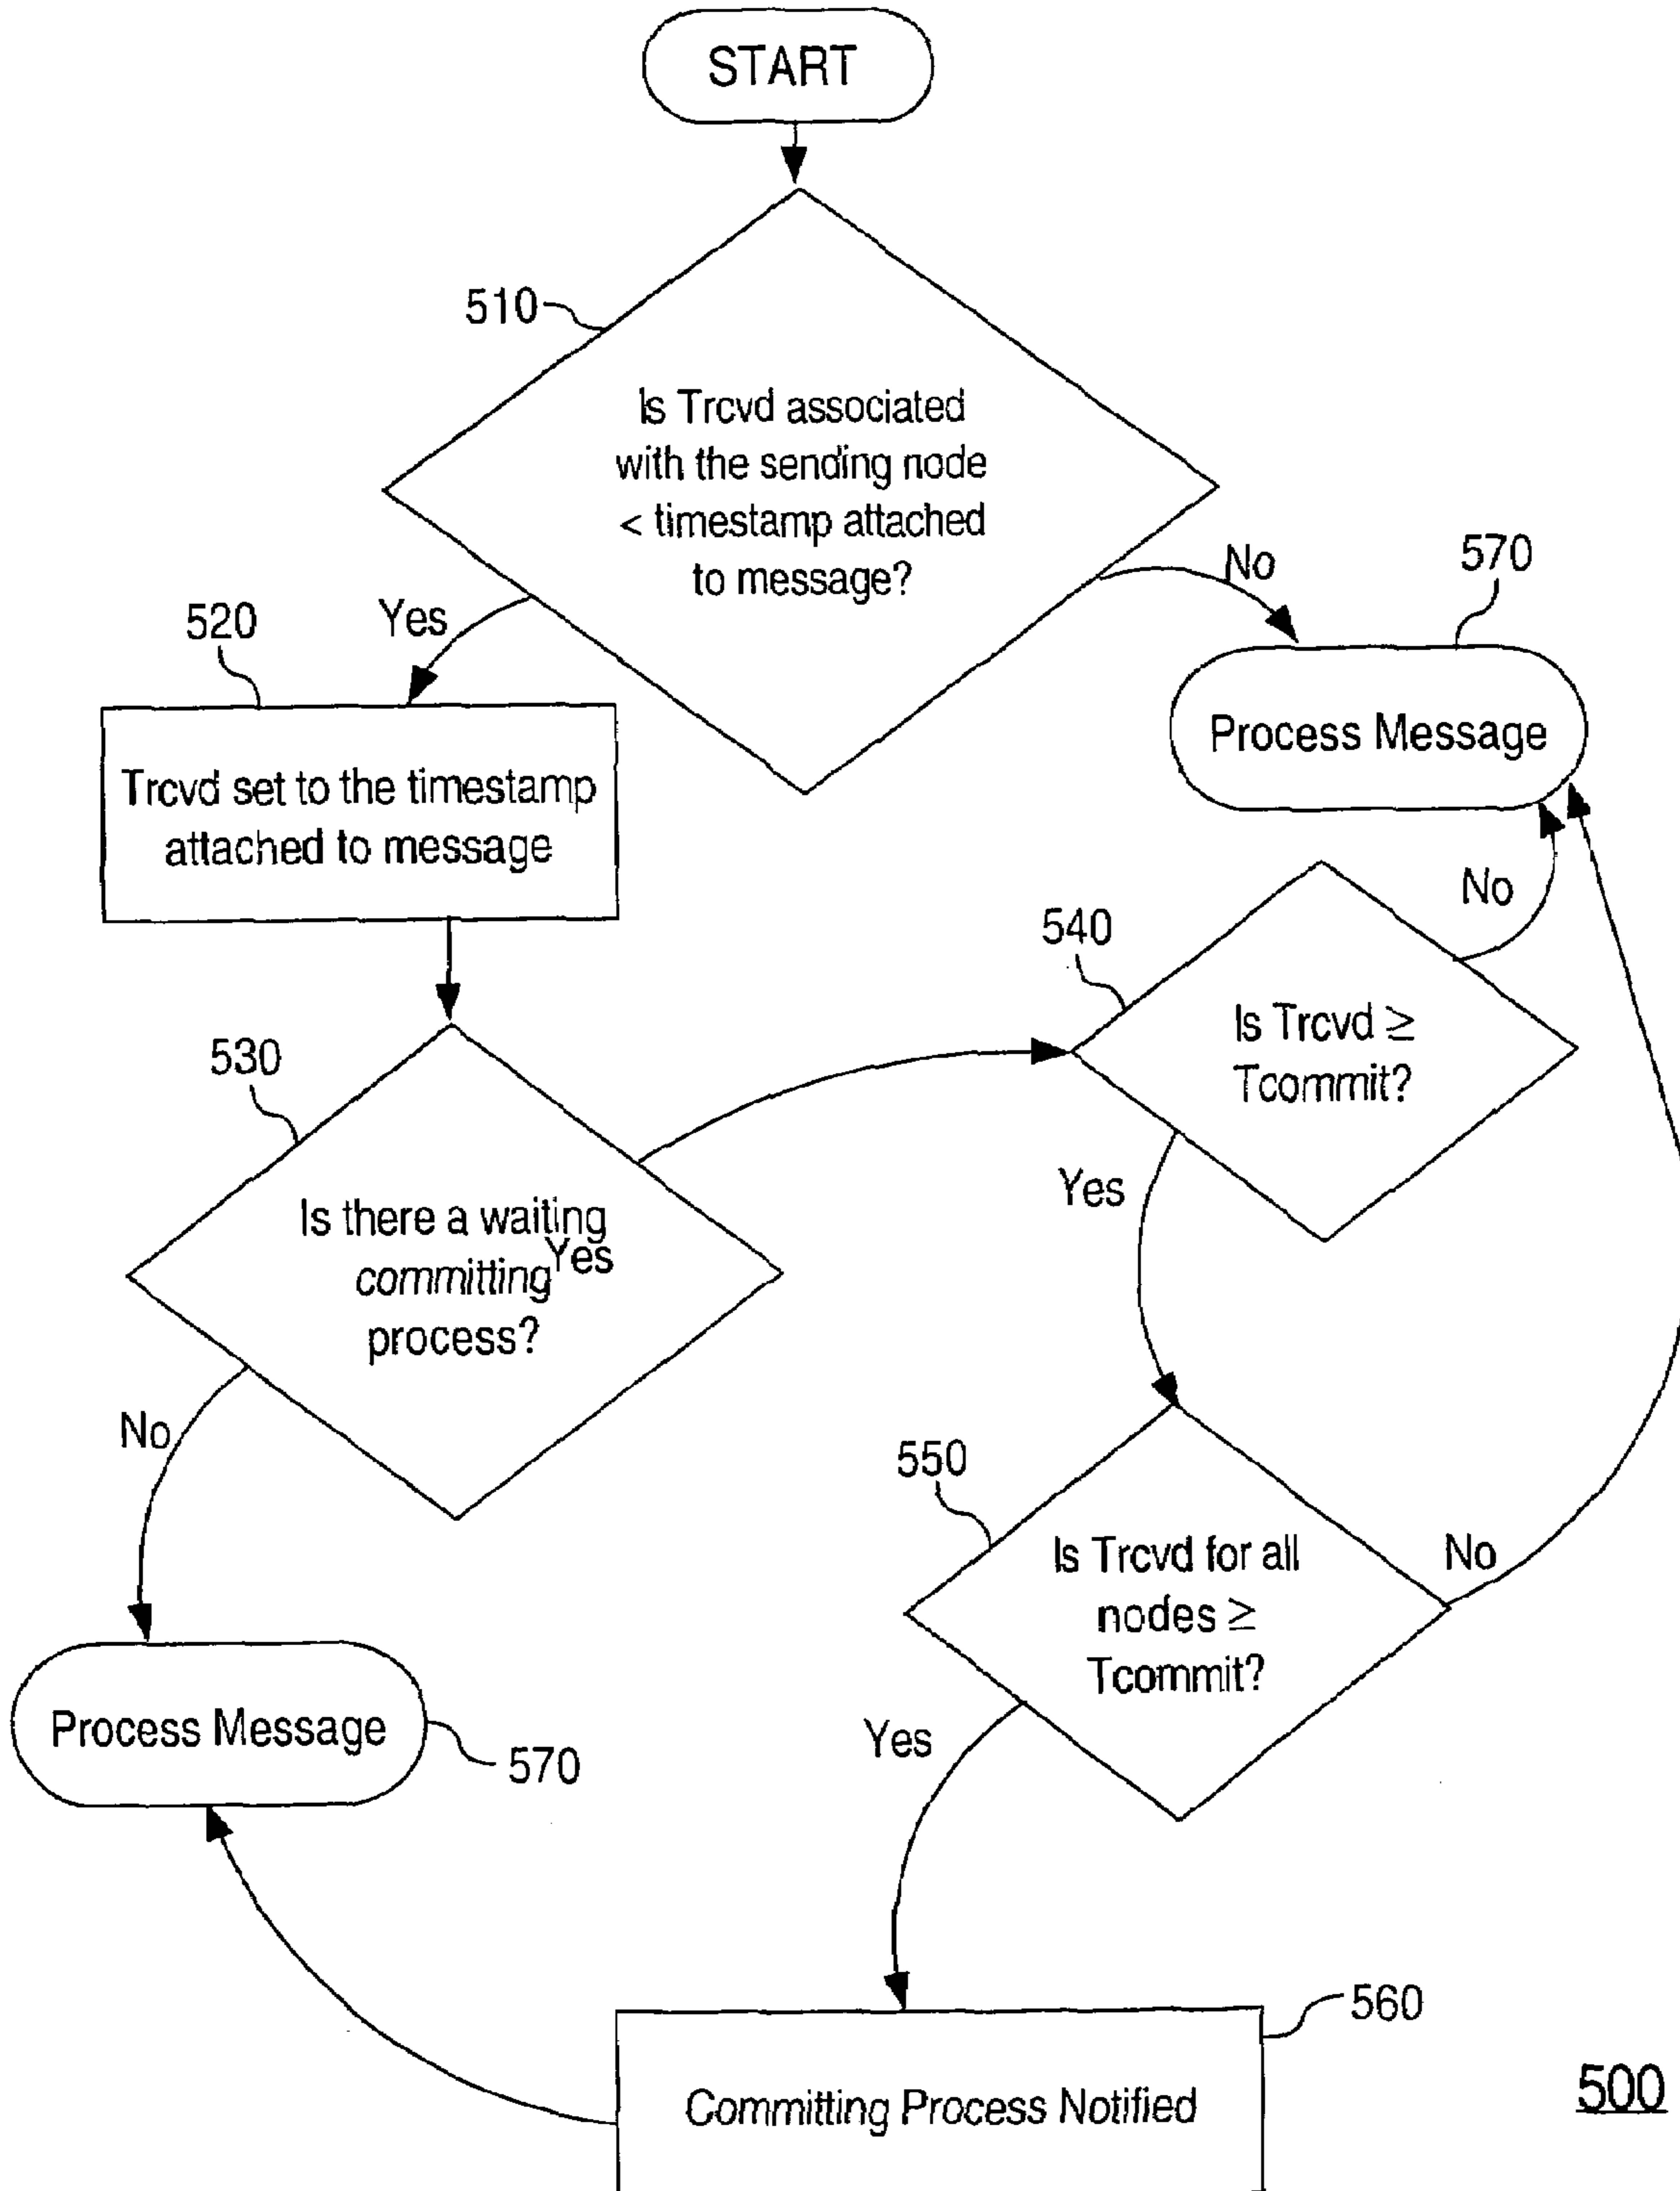 START
510
Is Trcvd associated
with the sending node
< timestamp attached
to message?
No
570
Process Message
Yes
520
Trcvd set to the timestamp
attached to message
No
540
Is Trcvd ≥
Tcommit?
530
Is there a waiting
committing
Yes
process?
Yes
No
550
Is Trcvd for all
nodes ≥
Tcommit?
No
Process Message
570
Yes
560
Committing Process Notified
500